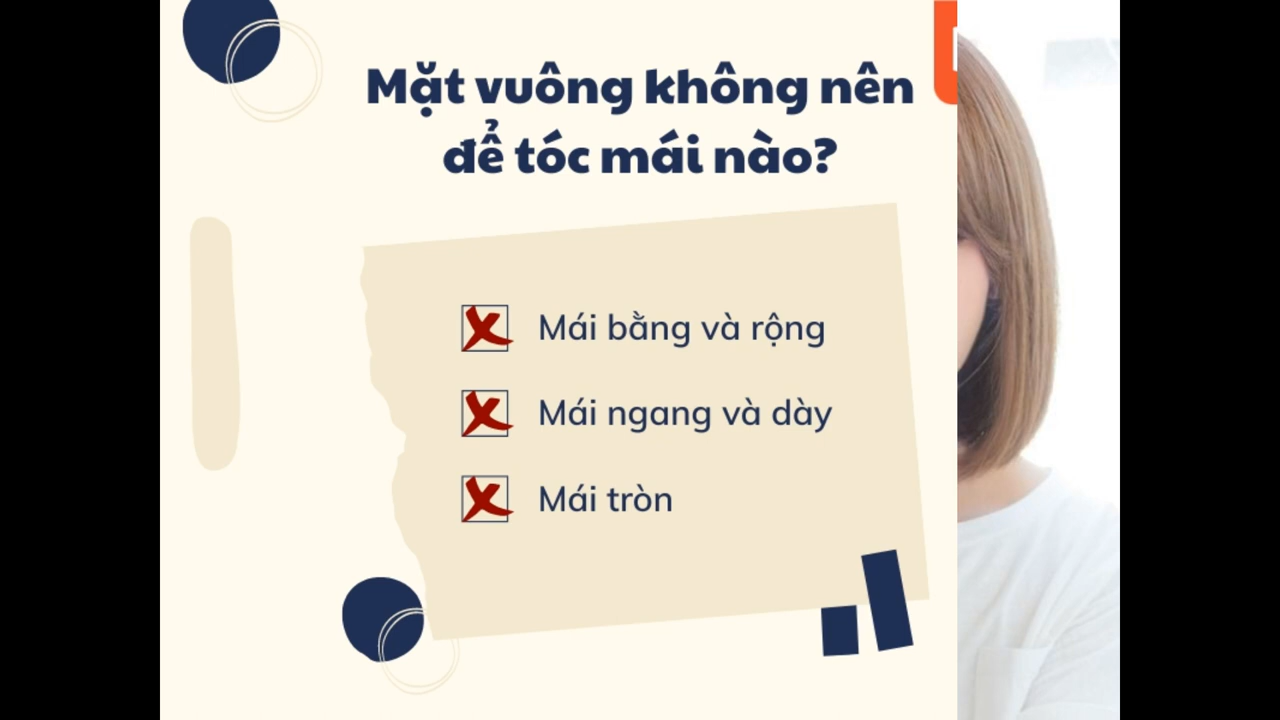 Mặt vuông không nên
để tóc mái nào?
Mái bằng và rộng
Mái ngang và dày
Mái tròn